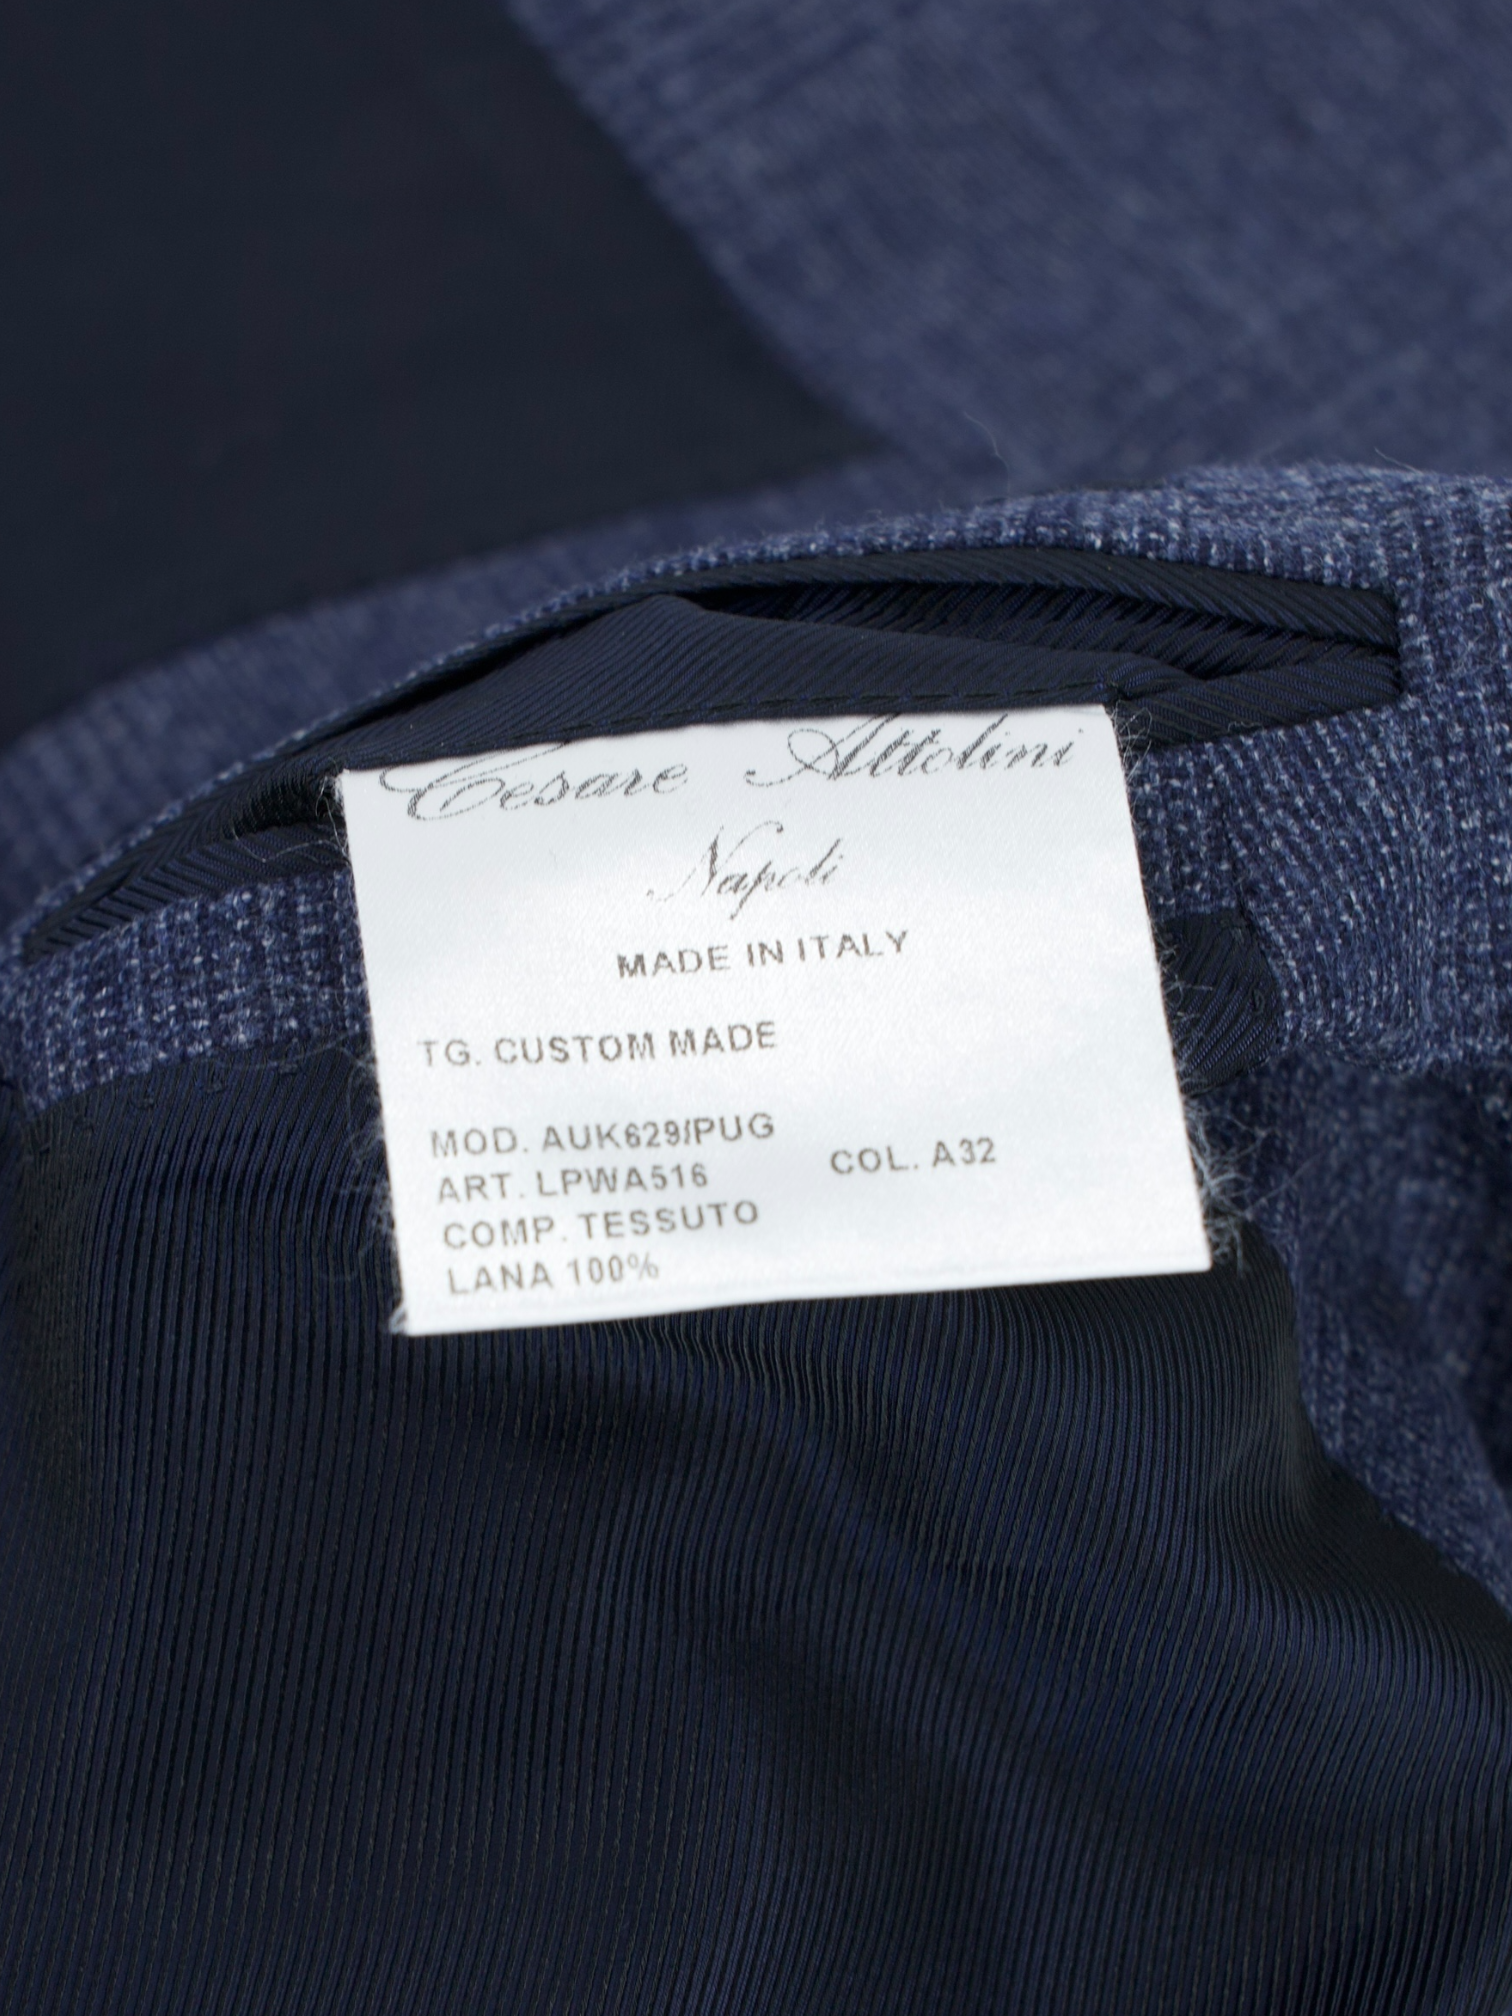 Cesare Attolini
Napoli
MADE IN ITALY
TG. CUSTOM MADE
MOD. AUK629/PUG
ART. LPWA516 COL. A32
COMP. TESSUTO
LANA 100%